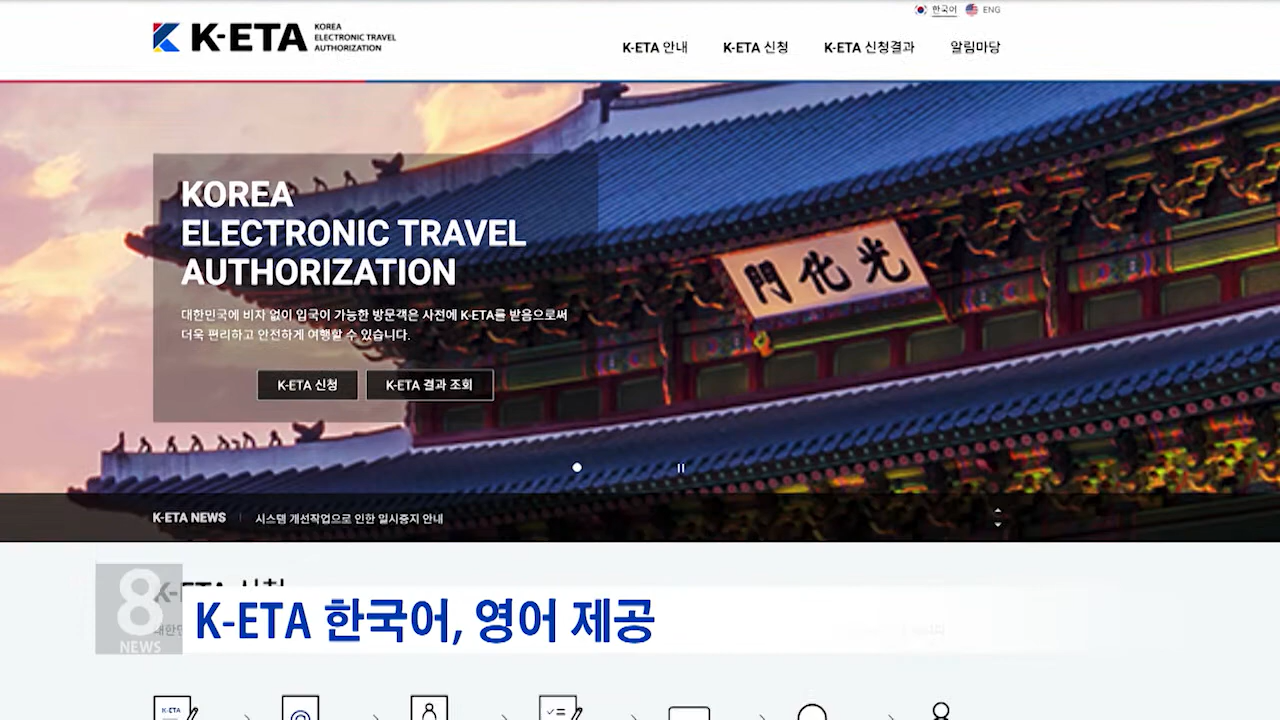 한국어 ENG
K-ETA KOREA ELECTRONIC TRAVEL AUTHORIZATION
K-ETA 안내 K-ETA 신청 K-ETA 신청결과 알림마당
KOREA
ELECTRONIC TRAVEL
AUTHORIZATION
대한민국에 비자 없이 입국이 가능한 방문객은 사전에 K-ETA를 받음으로써
더욱 편리하고 안전하게 여행할 수 있습니다.
K-ETA 신청 K-ETA 결과 조회
門化光
K-ETA NEWS 시스템 개선작업으로 인한 일시중지 안내
K-ETA 신청
8 NEWS
K-ETA 한국어, 영어 제공
K-ETA